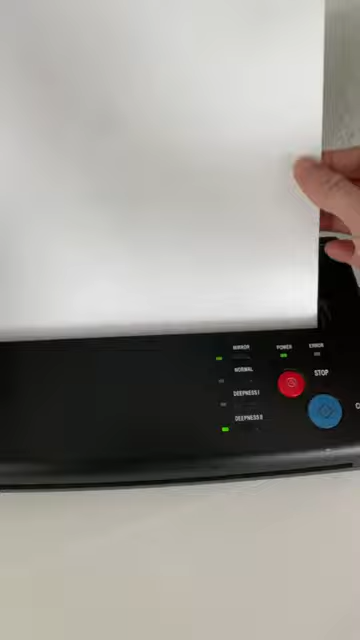 MIRROR
POWER
ERROR
NORMAL
STOP
DEEPNESS I
DEEPNESS II